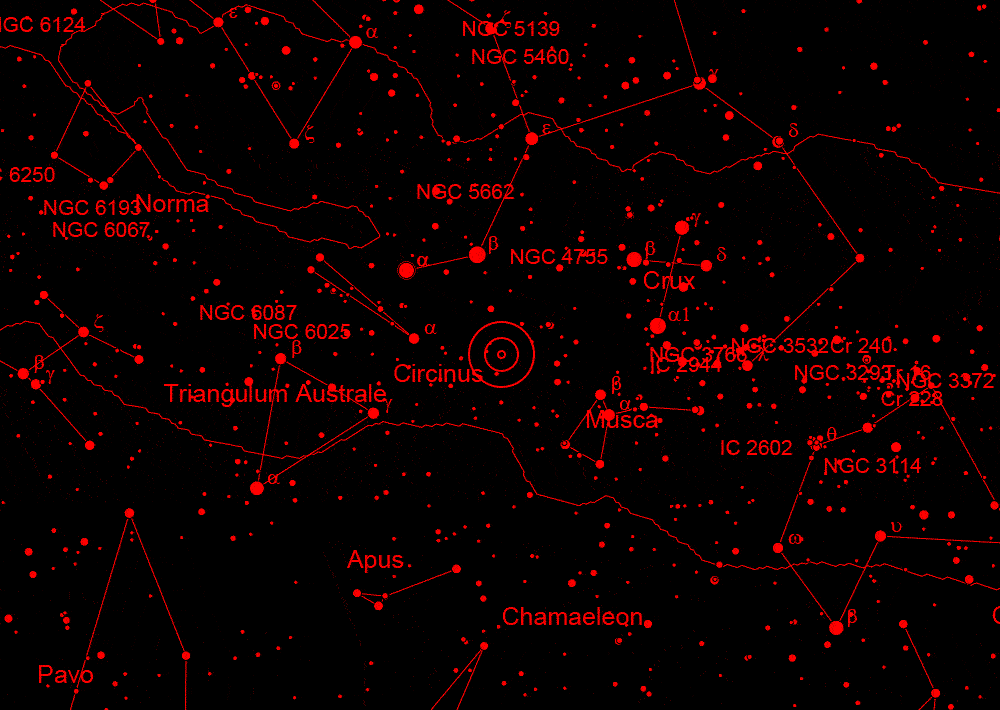 ε
ζ
NGC 6124
NGC 5139
α
NGC 5460
γ
ε
δ
ζ
6250
NGC 5662
NGC 6193
Norma
γ
NGC 6067
β
β
δ
α
NGC 4755
Crux
NGC 6087
α1
ζ
NGC 6025
α
β
NGC 3532
Cr 240
NGC 3766
β
IC 2944
γ
Circinus
NGC 3293
NGC 3372
β
Triangulum Australe
Cr 228
γ
α
Musca
θ
IC 2602
NGC 3114
α
υ
ω
Apus
Chamaeleon
β
Pavo